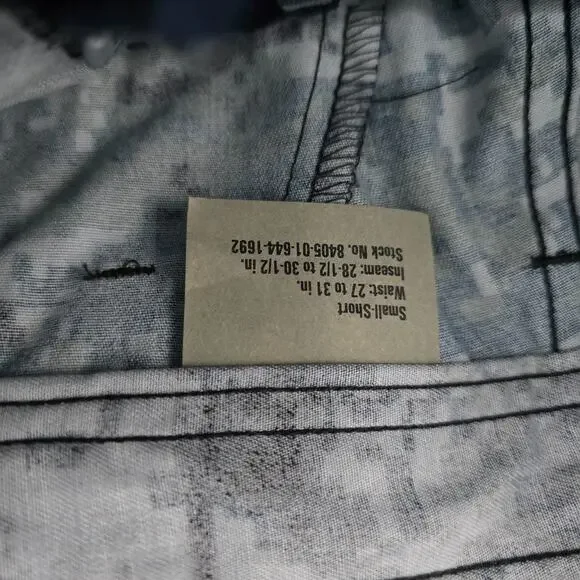 Small-Short
Waist: 27 to 31 in.
Inseam: 28-1/2 to 30-1/2 in.
Stock No. 8405-01-644-1692